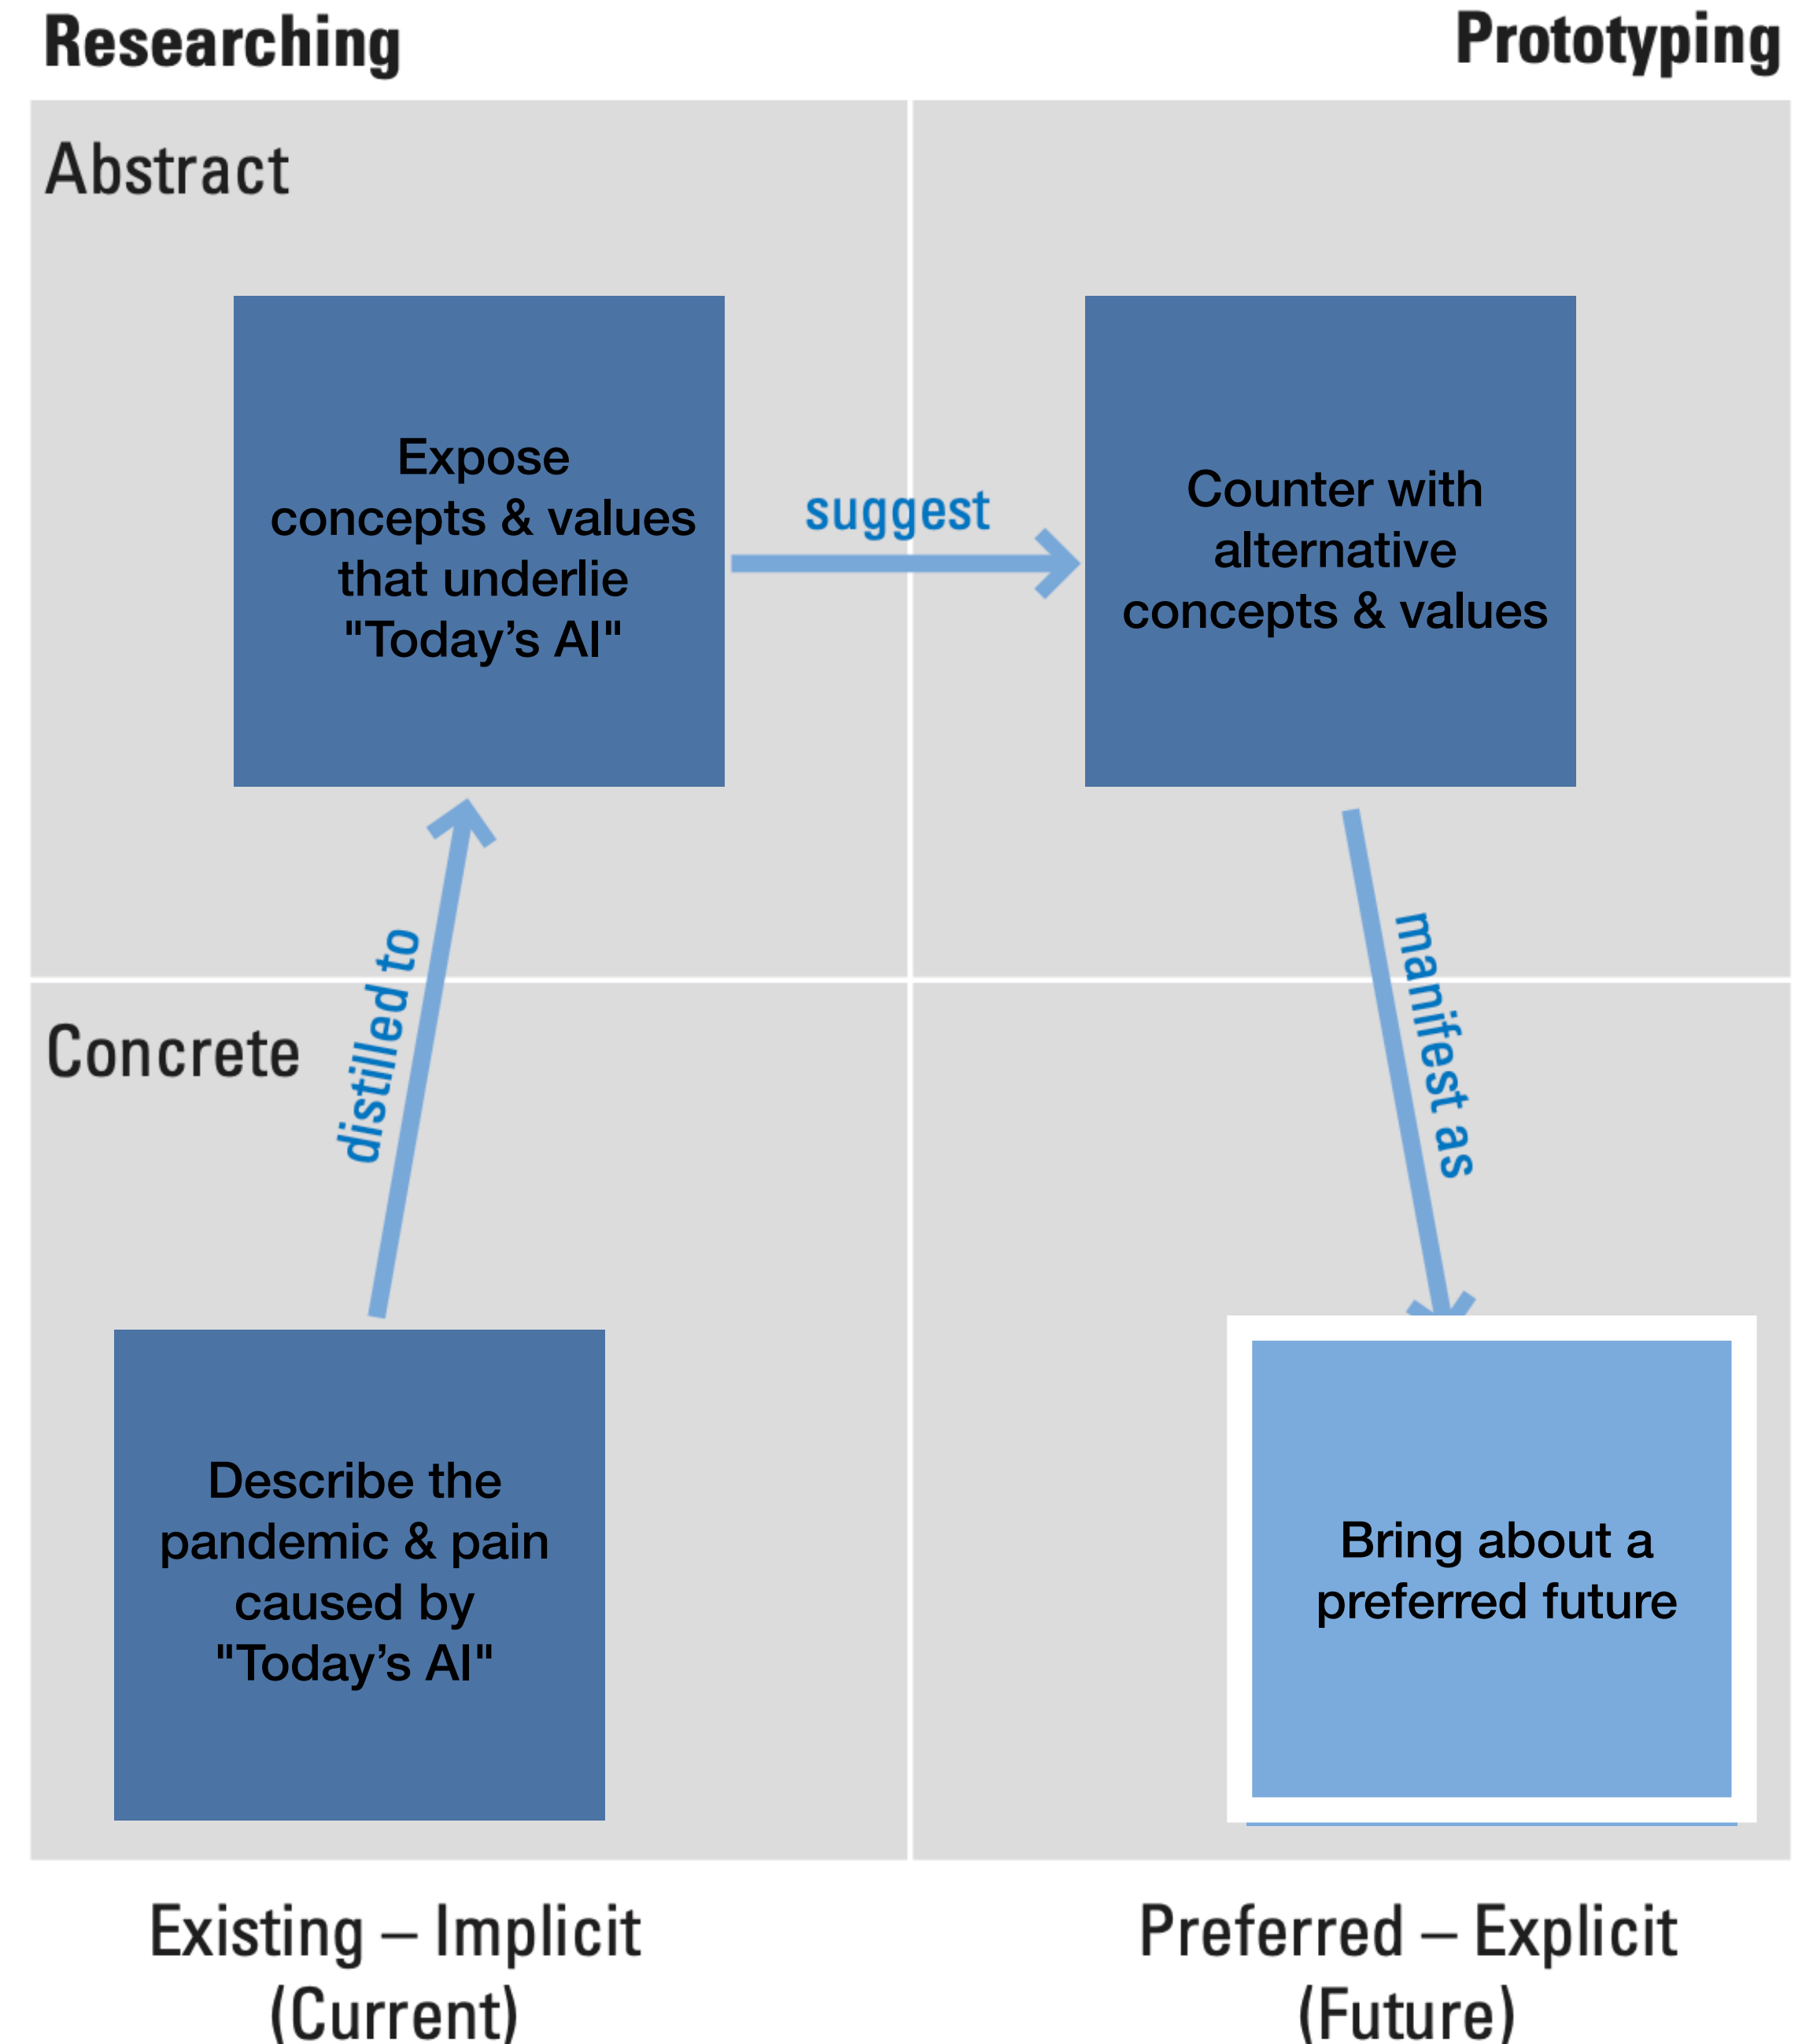 Researching
Prototyping
Abstract
Expose
concepts & values
that underlie
"Today’s AI"
suggest
Counter with
alternative
concepts & values
distilled to
manifest as
Concrete
Describe the
pandemic & pain
caused by
"Today’s AI"
Bring about a
preferred future
Existing – Implicit
(Current)
Preferred – Explicit
(Future)